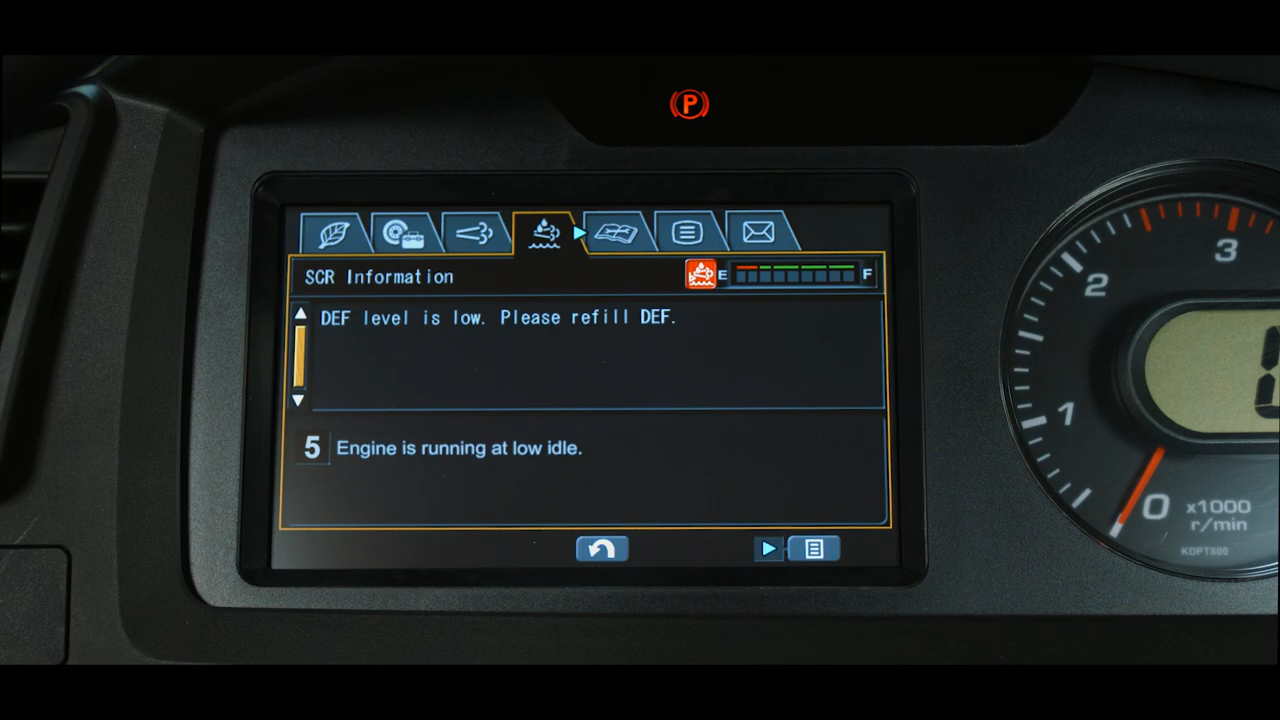 P
SCR Information
E
F
DEF level is low. Please refill DEF.
5 Engine is running at low idle.
3
2
1
0
x1000
r/min
KDPT800